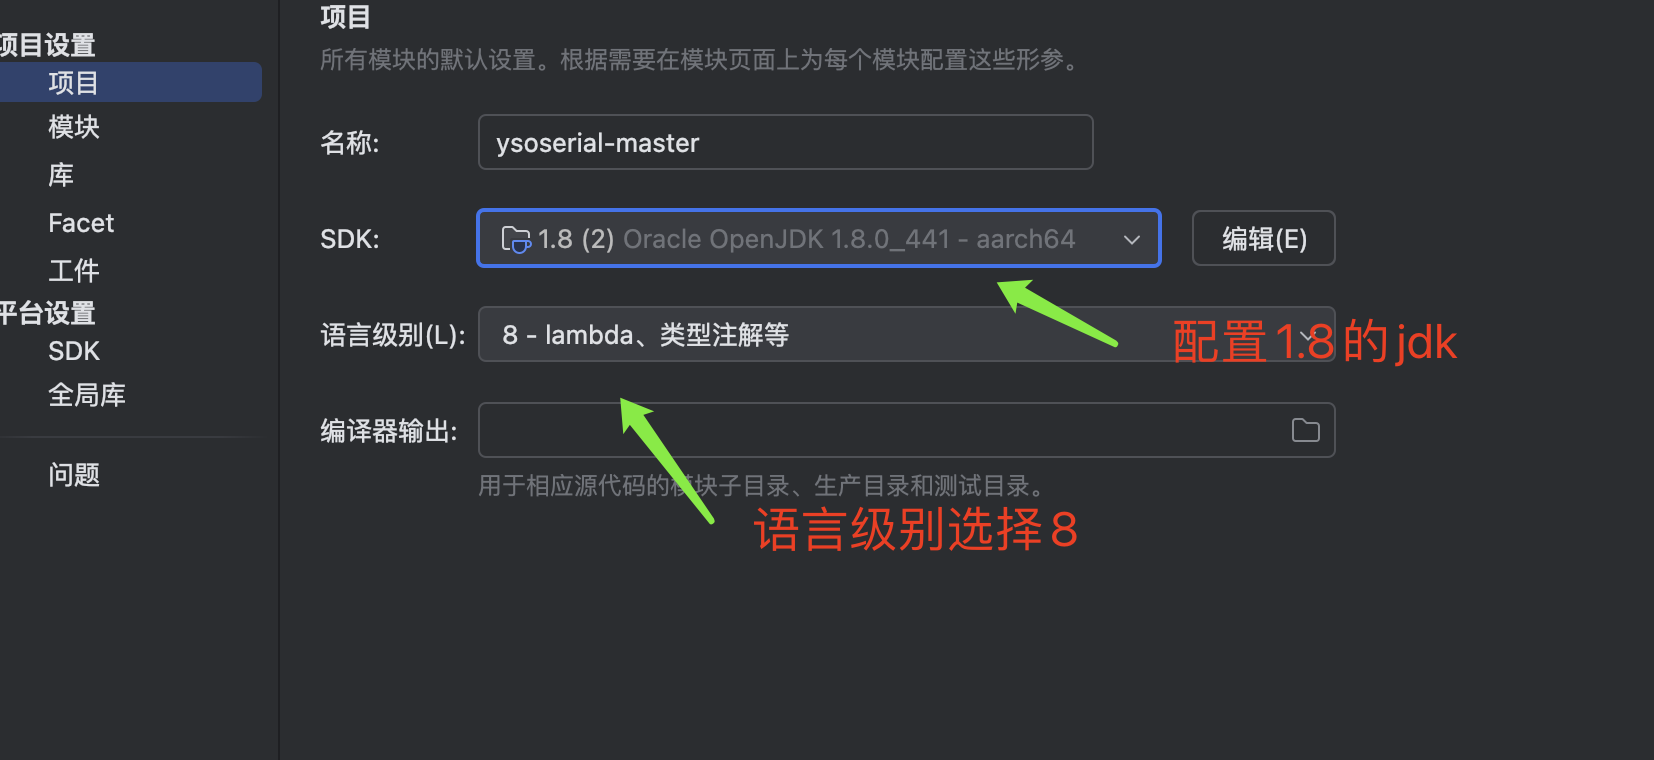 项目设置
项目
模块
库
Facet
工件
平台设置
SDK
全局库
问题
项目
所有模块的默认设置。根据需要在模块页面上为每个模块配置这些形参。
名称: ysoserial-master
SDK: 1.8 (2) Oracle OpenJDK 1.8.0_441 - aarch64 编辑(E)
配置1.8的jdk
语言级别(L): 8 - lambda、类型注解等
编译器输出:
用于相应源代码的模块子目录、生产目录和测试目录。
语言级别选择8